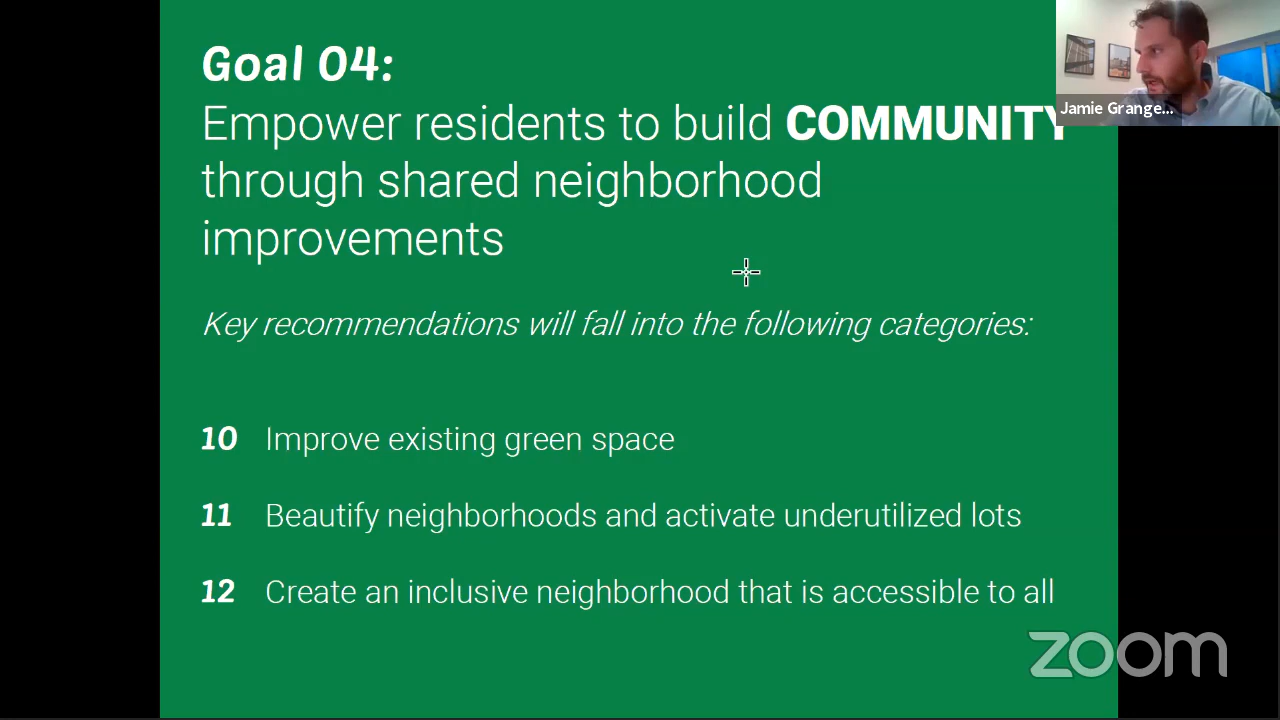 Goal 04:
Empower residents to build COMMUNITY
through shared neighborhood
improvements
Key recommendations will fall into the following categories:
10 Improve existing green space
11 Beautify neighborhoods and activate underutilized lots
12 Create an inclusive neighborhood that is accessible to all
Jamie Grange...
zoom